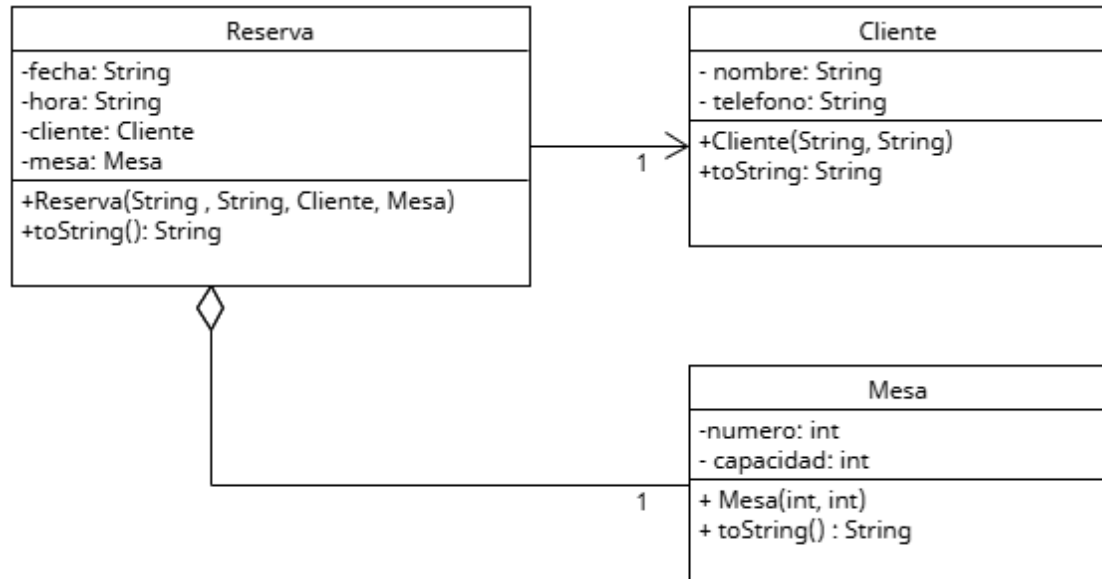 Reserva
-fecha: String
-hora: String
-cliente: Cliente
-mesa: Mesa
+Reserva(String , String, Cliente, Mesa)
+toString(): String
1
Cliente
- nombre: String
- telefono: String
+Cliente(String, String)
+toString: String
Mesa
-numero: int
- capacidad: int
+ Mesa(int, int)
+ toString() : String
1